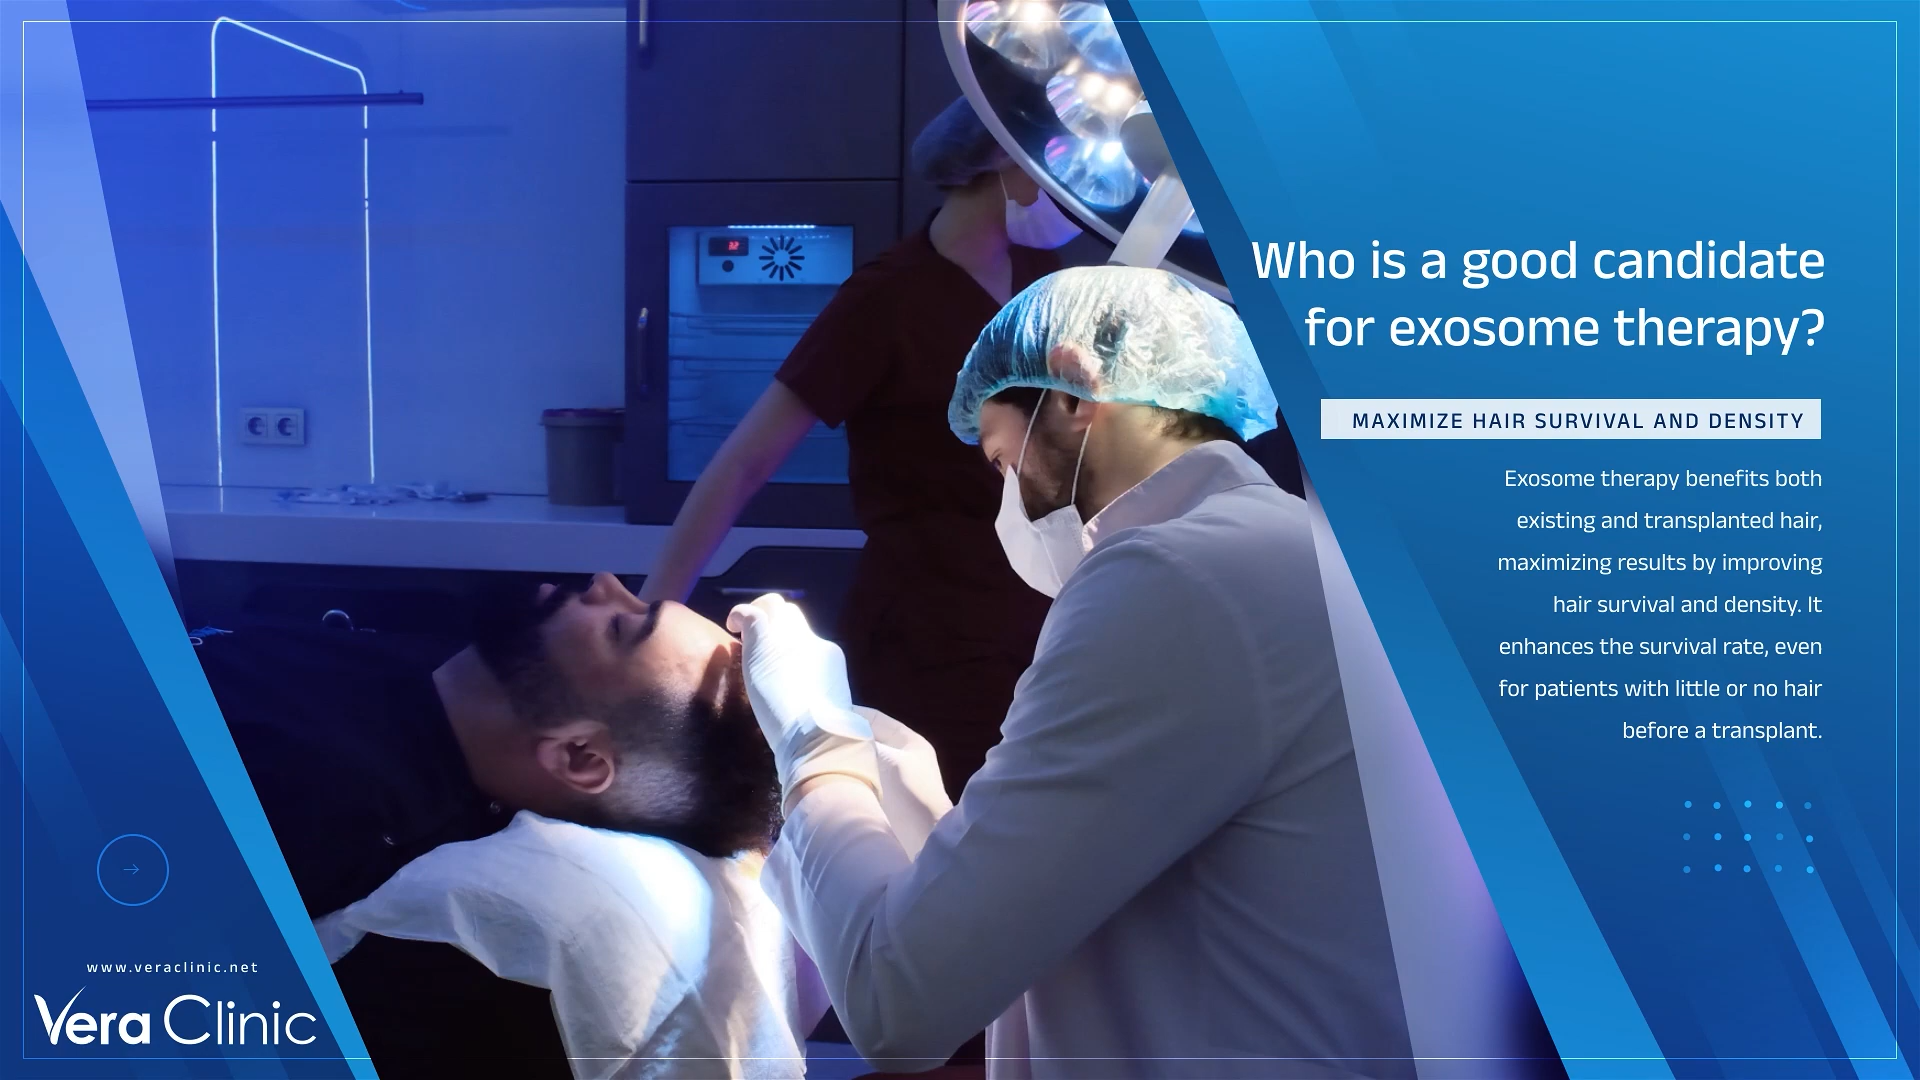 Who is a good candidate
for exosome therapy?
MAXIMIZE HAIR SURVIVAL AND DENSITY
Exosome therapy benefits both
existing and transplanted hair,
maximizing results by improving
hair survival and density. It
enhances the survival rate, even
for patients with little or no hair
before a transplant.
www.veraclinic.net
Vera Clinic